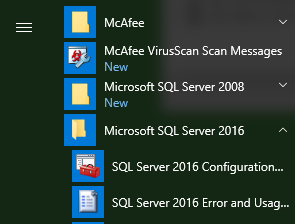 McAfee
McAfee VirusScan Scan Messages
New
Microsoft SQL Server 2008
New
Microsoft SQL Server 2016
SQL Server 2016 Configuration...
SQL Server 2016 Error and Usag...